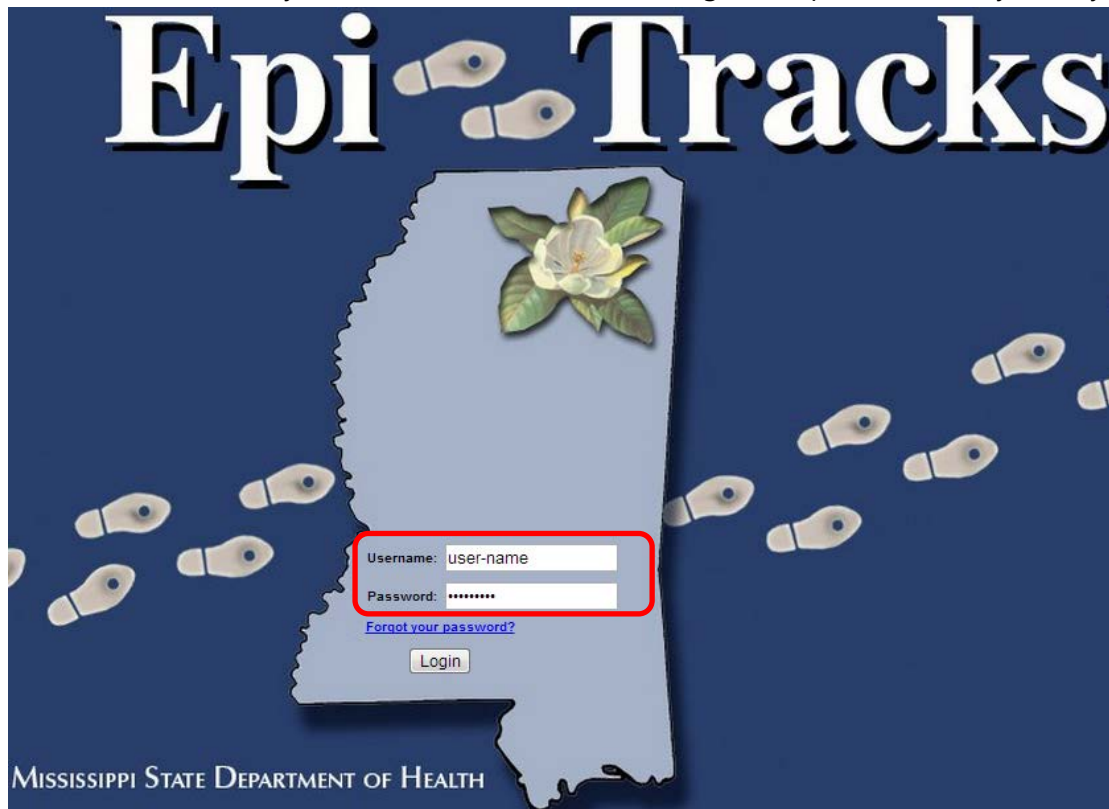 Epi Tracks
Username: user-name
Password: •••••••••
Forgot your password?
Login
MISSISSIPPI STATE DEPARTMENT OF HEALTH